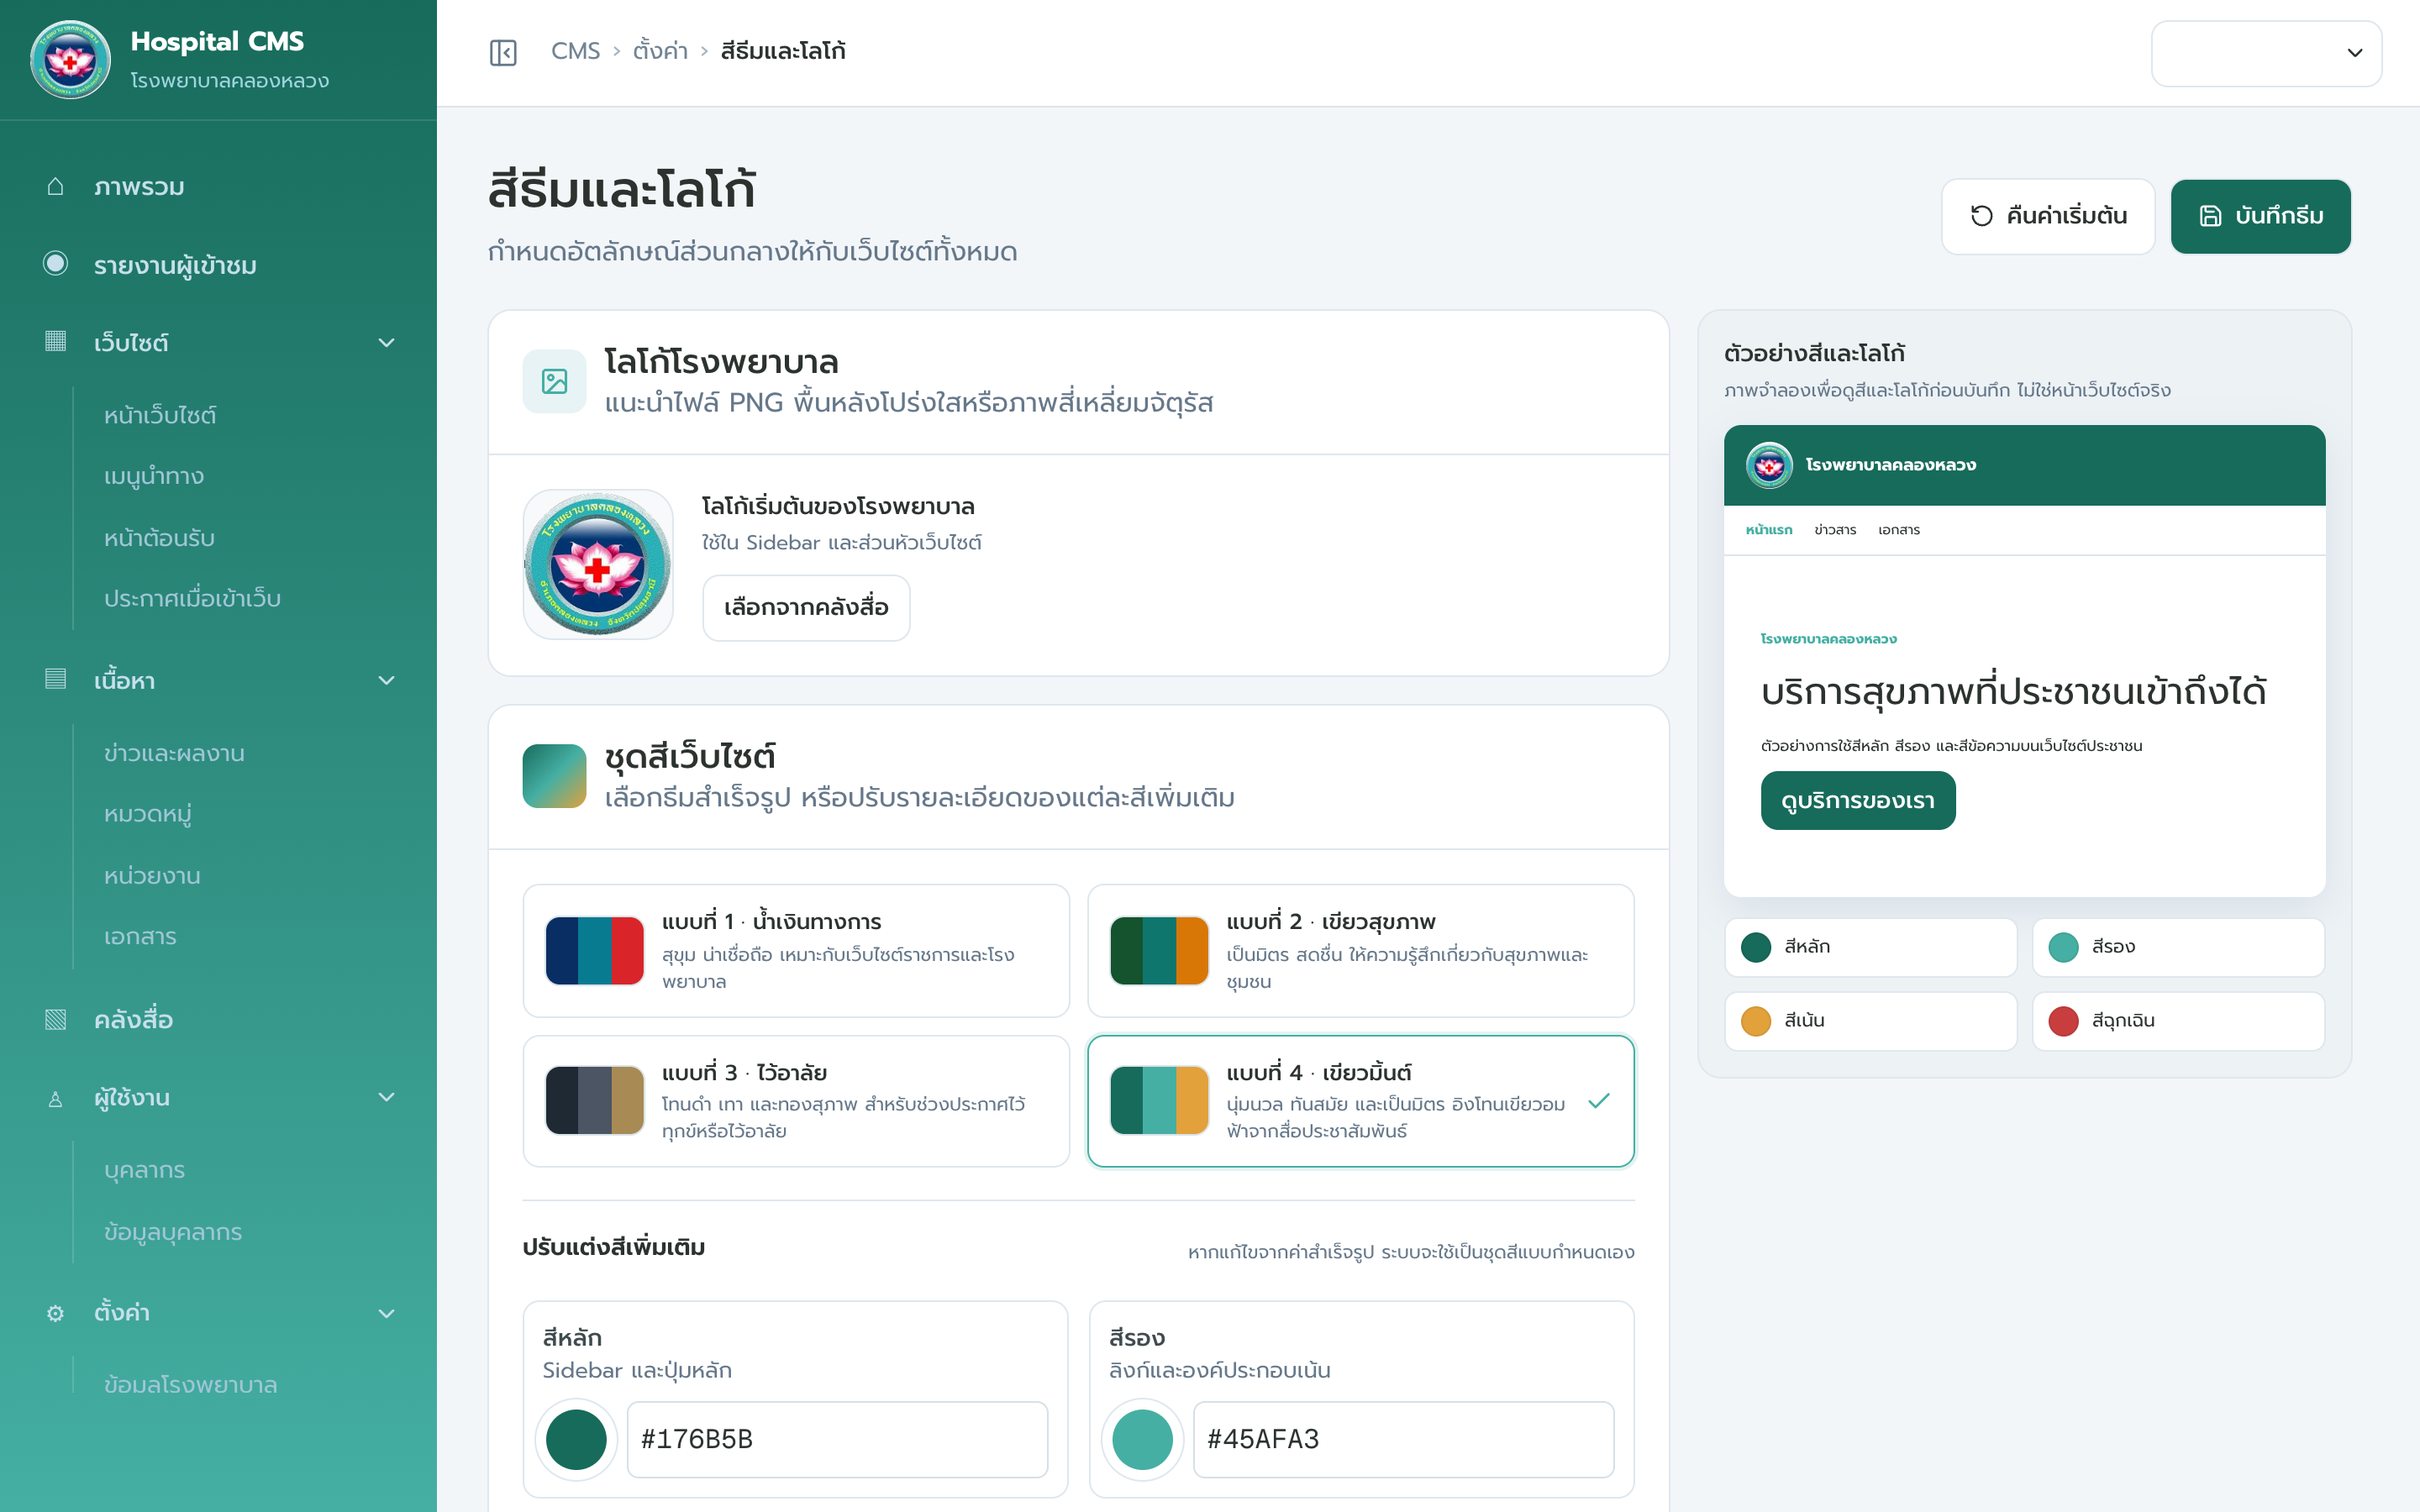 Hospital CMS
โรงพยาบาลคลองหลวง
ภาพรวม
รายงานผู้เข้าชม
เว็บไซต์
หน้าเว็บไซต์
เมนูนำทาง
หน้าต้อนรับ
ประกาศเมื่อเข้าเว็บ
เนื้อหา
ข่าวและผลงาน
หมวดหมู่
หน่วยงาน
เอกสาร
คลังสื่อ
ผู้ใช้งาน
บุคลากร
ข้อมูลบุคลากร
ตั้งค่า
ข้อมูลโรงพยาบาล
CMS › ตั้งค่า › สีธีมและโลโก้
สีธีมและโลโก้
กำหนดอัตลักษณ์ส่วนกลางให้กับเว็บไซต์ทั้งหมด
คืนค่าเริ่มต้น
บันทึกธีม
โลโก้โรงพยาบาล
แนะนำไฟล์ PNG พื้นหลังโปร่งใสหรือภาพสี่เหลี่ยมจัตุรัส
โรงพยาบาลคลองหลวง
อำเภอคลองหลวง จังหวัดปทุมธานี
โลโก้เริ่มต้นของโรงพยาบาล
ใช้ใน Sidebar และส่วนหัวเว็บไซต์
เลือกจากคลังสื่อ
ชุดสีเว็บไซต์
เลือกธีมสำเร็จรูป หรือปรับรายละเอียดของแต่ละสีเพิ่มเติม
แบบที่ 1 · น้ำเงินทางการ
สุขุม น่าเชื่อถือ เหมาะกับเว็บไซต์ราชการและโรง
พยาบาล
แบบที่ 2 · เขียวสุขภาพ
เป็นมิตร สดชื่น ให้ความรู้สึกเกี่ยวกับสุขภาพและ
ชุมชน
แบบที่ 3 · ไว้อาลัย
โทนดำ เทา และทองสุภาพ สำหรับช่วงประกาศไว้
ทุกข์หรือไว้อาลัย
แบบที่ 4 · เขียวมิ้นต์
นุ่มนวล ทันสมัย และเป็นมิตร อิงโทนเขียวอม
ฟ้าจากสื่อประชาสัมพันธ์
ปรับแต่งสีเพิ่มเติม
หากแก้ไขจากค่าสำเร็จรูป ระบบจะใช้เป็นชุดสีแบบกำหนดเอง
สีหลัก
Sidebar และปุ่มหลัก
#176B5B
สีรอง
ลิงก์และองค์ประกอบเน้น
#45AFA3
ตัวอย่างสีและโลโก้
ภาพจำลองเพื่อดูสีและโลโก้ก่อนบันทึก ไม่ใช่หน้าเว็บไซต์จริง
โรงพยาบาลคลองหลวง
หน้าแรก ข่าวสาร เอกสาร
โรงพยาบาลคลองหลวง
บริการสุขภาพที่ประชาชนเข้าถึงได้
ตัวอย่างการใช้สีหลัก สีรอง และสีข้อความบนเว็บไซต์ประชาชน
ดูบริการของเรา
สีหลัก
สีรอง
สีเน้น
สีฉุกเฉิน